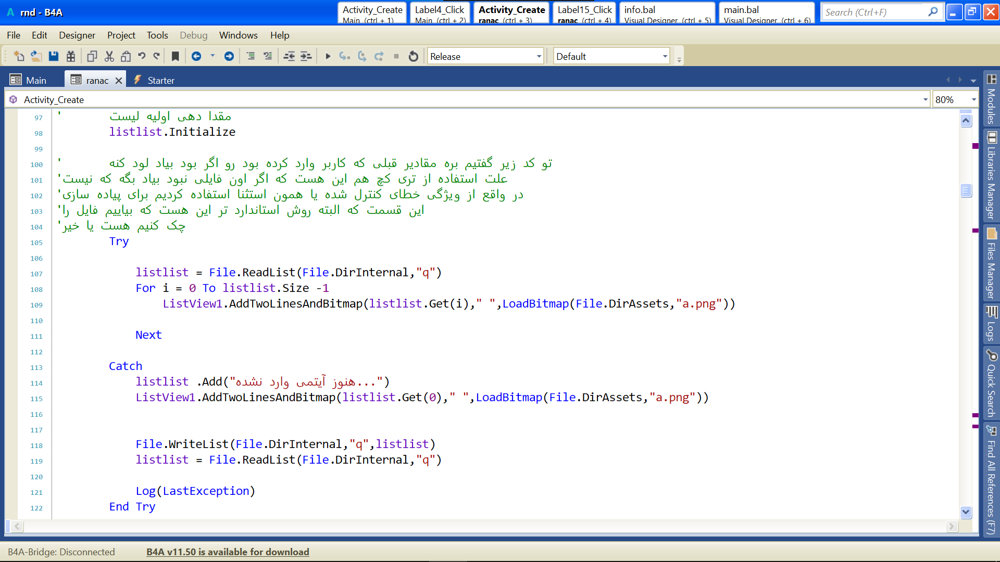 rnd - B4A
Activity_Create
Main (ctrl + 1)
Label4_Click
Main (ctrl + 2)
Activity_Create
ranac (ctrl + 3)
Label15_Click
ranac (ctrl + 4)
info.bal
Visual Designer (ctrl + 5)
main.bal
Visual Designer (ctrl + 6)
Search (Ctrl+F)
File Edit Designer Project Tools Debug Windows Help
Release
Default
Main
ranac
Starter
Activity_Create
80%
97 ' مقدا دهی اولیه لیست
98 listlist.Initialize
99
100 ' تو کد زیر گفتیم بره مقادیر قبلی که کاربر وارد کرده بود رو اگر بود بیاد لود کنه
101 'علت استفاده از تری کچ هم این هست که اگر اون فایلی نبود بیاد بگه که نیست
102 'در واقع از ویژگی خطای کنترل شده یا همون استثنا استفاده کردیم برای پیاده سازی
103 'این قسمت که البته روش استاندارد تر این هست که بیاییم فایل را
104 'چک کنیم هست یا خیر
105 Try
106
107 listlist = File.ReadList(File.DirInternal,"q")
108 For i = 0 To listlist.Size -1
109 ListView1.AddTwoLinesAndBitmap(listlist.Get(i)," ",LoadBitmap(File.DirAssets,"a.png"))
110
111 Next
112
113 Catch
114 listlist .Add("هنوز آیتمی وارد نشده...")
115 ListView1.AddTwoLinesAndBitmap(listlist.Get(0)," ",LoadBitmap(File.DirAssets,"a.png"))
116
117
118 File.WriteList(File.DirInternal,"q",listlist)
119 listlist = File.ReadList(File.DirInternal,"q")
120
121 Log(LastException)
122 End Try
Modules
Libraries Manager
Files Manager
Logs
Quick Search
Find All References (F7)
B4A-Bridge: Disconnected
B4A v11.50 is available for download